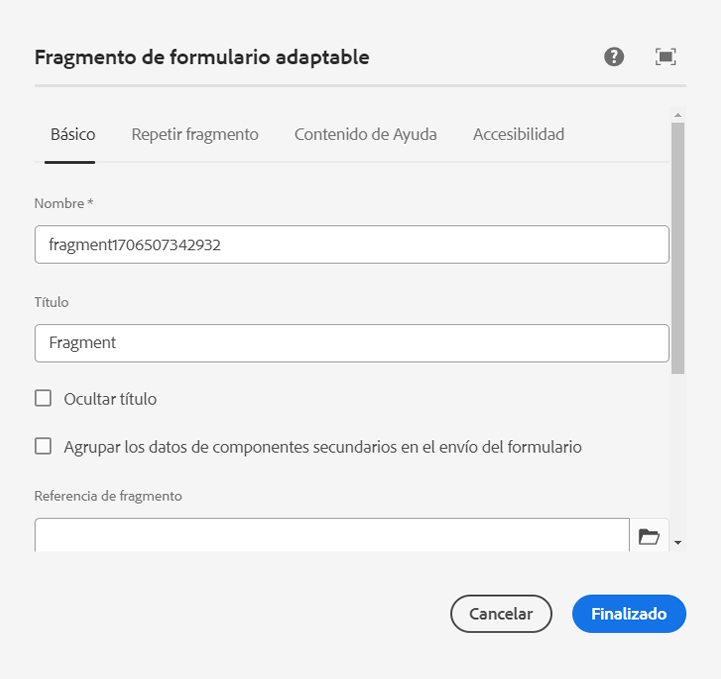 Fragmento de formulario adaptable
Básico Repetir fragmento Contenido de Ayuda Accesibilidad
Nombre *
fragment1706507342932
Título
Fragment
Ocultar título
Agrupar los datos de componentes secundarios en el envío del formulario
Referencia de fragmento
Cancelar Finalizado